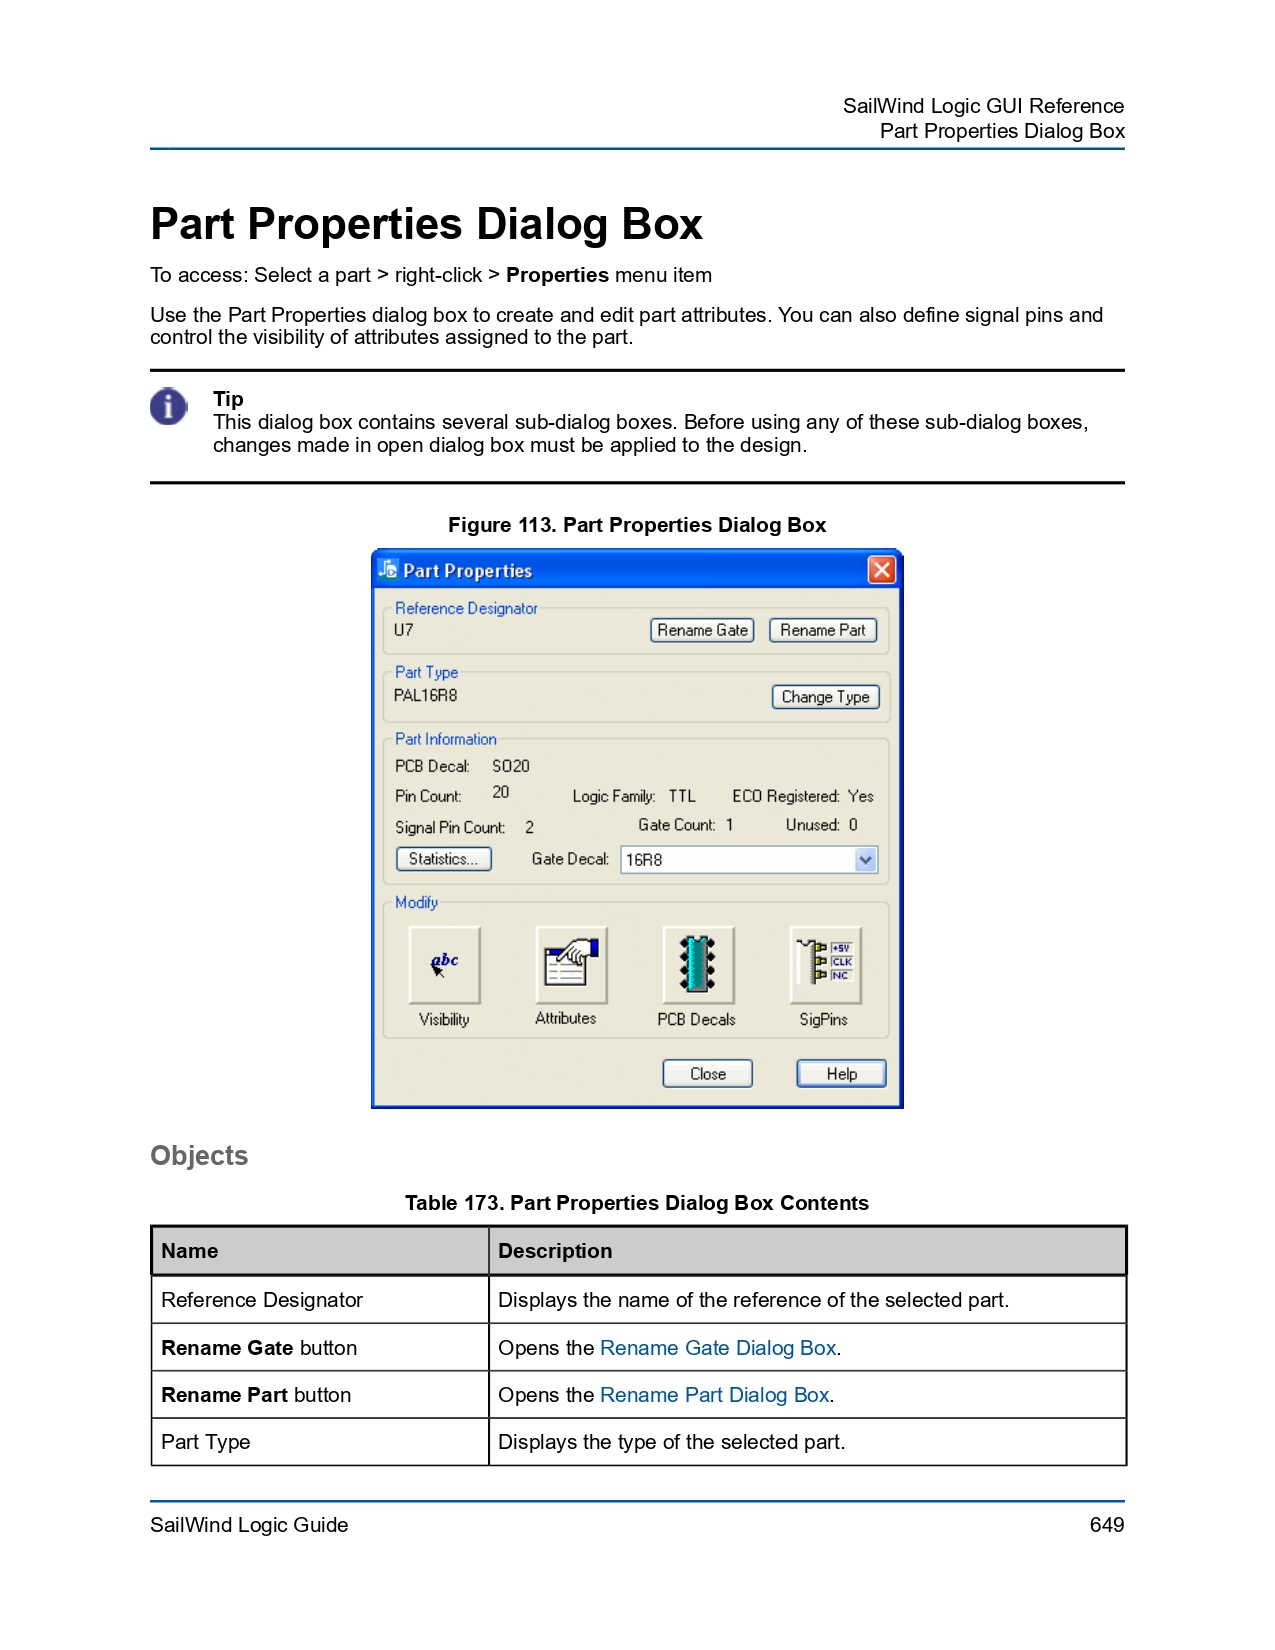 SailWind Logic GUI Reference
Part Properties Dialog Box
Part Properties Dialog Box
To access: Select a part > right-click > Properties menu item
Use the Part Properties dialog box to create and edit part attributes. You can also define signal pins and
control the visibility of attributes assigned to the part.
Tip
This dialog box contains several sub-dialog boxes. Before using any of these sub-dialog boxes,
changes made in open dialog box must be applied to the design.
Figure 113. Part Properties Dialog Box
Part Properties
Reference Designator
U7 Rename Gate Rename Part
Part Type
PAL16R8 Change Type
Part Information
PCB Decal: SO20
Pin Count: 20 Logic Family: TTL ECO Registered: Yes
Signal Pin Count: 2 Gate Count: 1 Unused: 0
Statistics... Gate Decal: 16R8
Modify
abc
+5V
CLK
NC
Visibility Attributes PCB Decals SigPins
Close Help
Objects
Table 173. Part Properties Dialog Box Contents
Name Description
Reference Designator Displays the name of the reference of the selected part.
Rename Gate button Opens the Rename Gate Dialog Box.
Rename Part button Opens the Rename Part Dialog Box.
Part Type Displays the type of the selected part.
SailWind Logic Guide 649